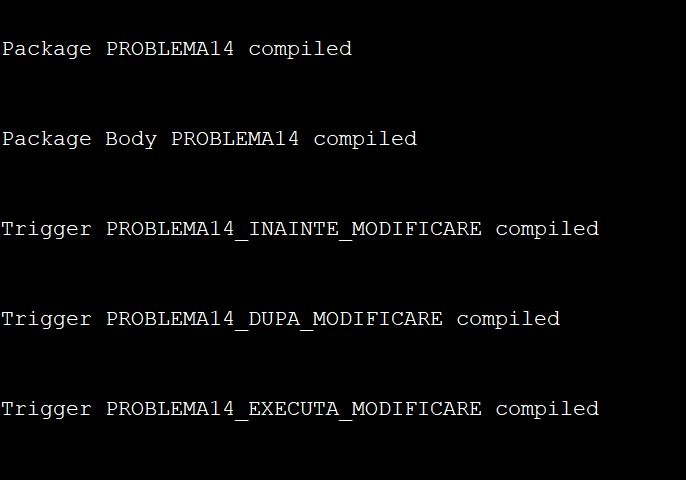 Package PROBLEMA14 compiled
Package Body PROBLEMA14 compiled
Trigger PROBLEMA14_INAINTE_MODIFICARE compiled
Trigger PROBLEMA14_DUPA_MODIFICARE compiled
Trigger PROBLEMA14_EXECUTA_MODIFICARE compiled